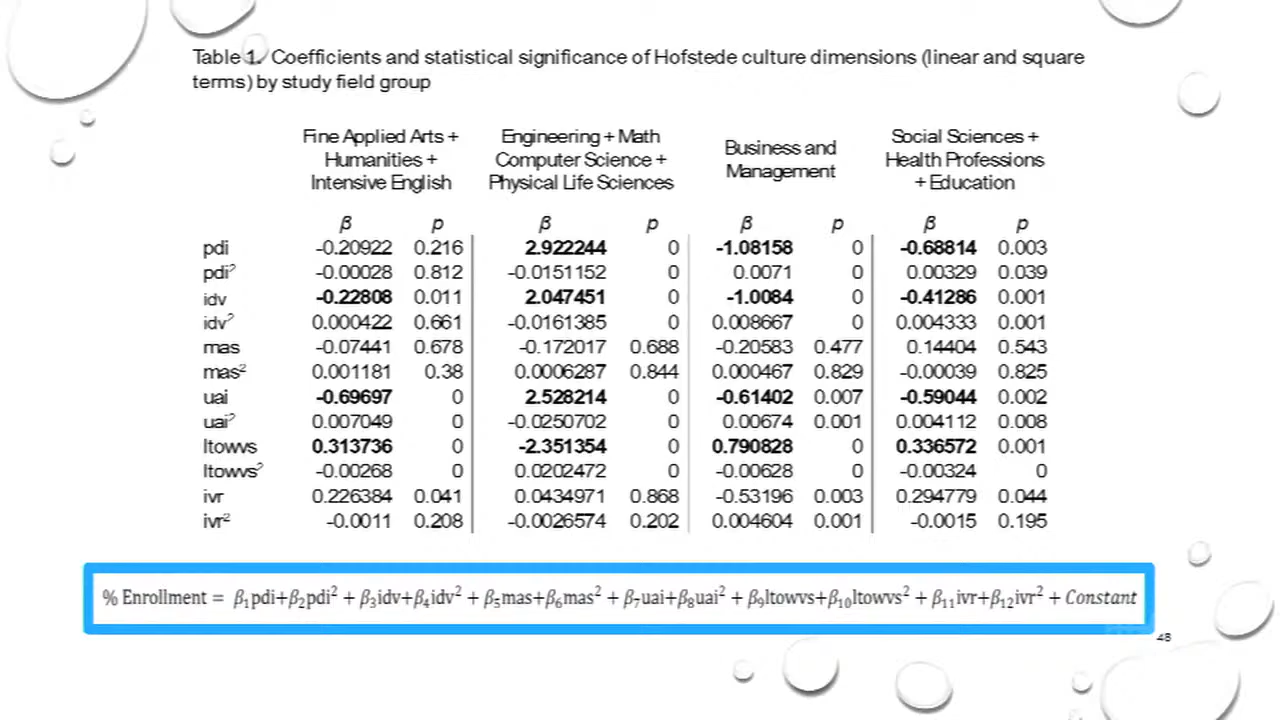 Table 1. Coefficients and statistical significance of Hofstede culture dimensions (linear and square
terms) by study field group
Fine Applied Arts + Engineering + Math Business and Social Sciences +
Humanities + Computer Science + Management Health Professions
Intensive English Physical Life Sciences + Education
β p β p β p β p
pdi -0.20922 0.216 2.922244 0 -1.08158 0 -0.68814 0.003
pdi² -0.00028 0.812 -0.0151152 0 0.0071 0 0.00329 0.039
idv -0.22808 0.011 2.047451 0 -1.0084 0 -0.41286 0.001
idv² 0.000422 0.661 -0.0161385 0 0.008667 0 0.004333 0.001
mas -0.07441 0.678 -0.172017 0.688 -0.20583 0.477 0.14404 0.543
mas² 0.001181 0.38 0.0006287 0.844 0.000467 0.829 -0.00039 0.825
uai -0.69697 0 2.528214 0 -0.61402 0.007 -0.59044 0.002
uai² 0.007049 0 -0.0250702 0 0.00674 0.001 0.004112 0.008
ltowvs 0.313736 0 -2.351354 0 0.790828 0 0.336572 0.001
ltowvs² -0.00268 0 0.0202472 0 -0.00628 0 -0.00324 0
ivr 0.226384 0.041 0.0434971 0.868 -0.53196 0.003 0.294779 0.044
ivr² -0.0011 0.208 -0.0026574 0.202 0.004604 0.001 -0.0015 0.195
% Enrollment = β₁pdi+β₂pdi² + β₃idv+β₄idv² + β₅mas+β₆mas² + β₇uai+β₈uai² + β₉ltowvs+β₁₀ltowvs² + β₁₁ivr+β₁₂ivr² + Constant
48